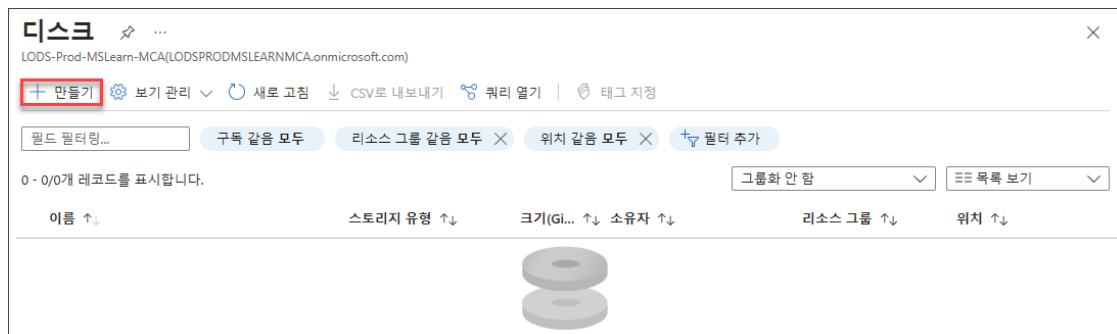 디스크 ...
LODS-Prod-MSLearn-MCA(LODSPRODMSLEARNMCA.onmicrosoft.com)
만들기 보기 관리 새로 고침 CSV로 내보내기 쿼리 열기 태그 지정
필드 필터링... 구독 같음 모두 리소스 그룹 같음 모두 위치 같음 모두 필터 추가
0 - 0/0개 레코드를 표시합니다. 그룹화 안 함 목록 보기
이름 ↑↓ 스토리지 유형 ↑↓ 크기(Gi... ↑↓ 소유자 ↑↓ 리소스 그룹 ↑↓ 위치 ↑↓